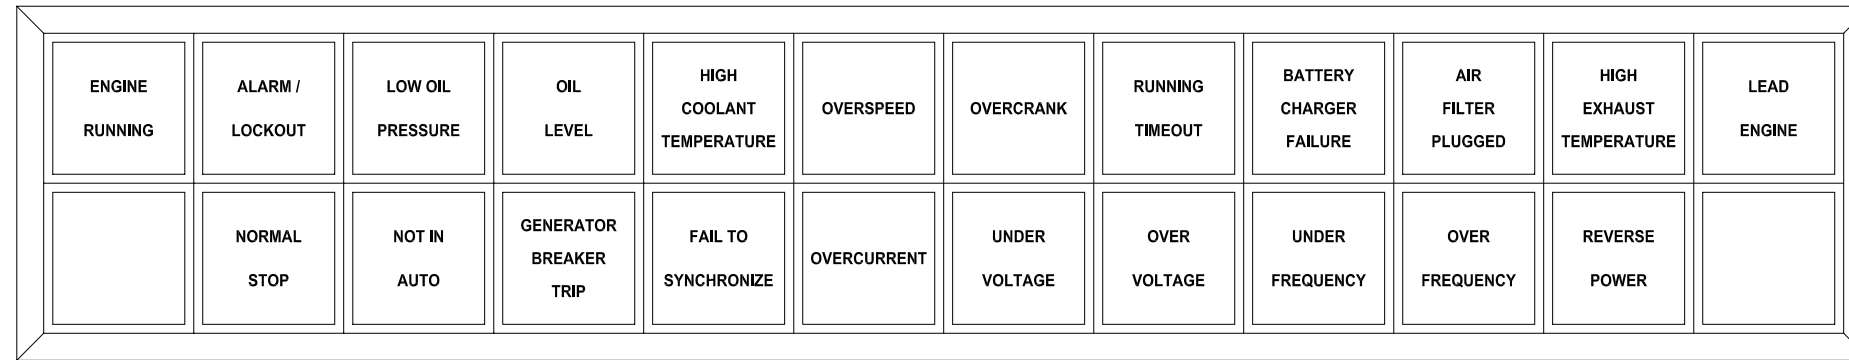 ENGINE
RUNNING
ALARM /
LOCKOUT
LOW OIL
PRESSURE
OIL
LEVEL
HIGH
COOLANT
TEMPERATURE
OVERSPEED
OVERCRANK
RUNNING
TIMEOUT
BATTERY
CHARGER
FAILURE
AIR
FILTER
PLUGGED
HIGH
EXHAUST
TEMPERATURE
LEAD
ENGINE
NORMAL
STOP
NOT IN
AUTO
GENERATOR
BREAKER
TRIP
FAIL TO
SYNCHRONIZE
OVERCURRENT
UNDER
VOLTAGE
OVER
VOLTAGE
UNDER
FREQUENCY
OVER
FREQUENCY
REVERSE
POWER